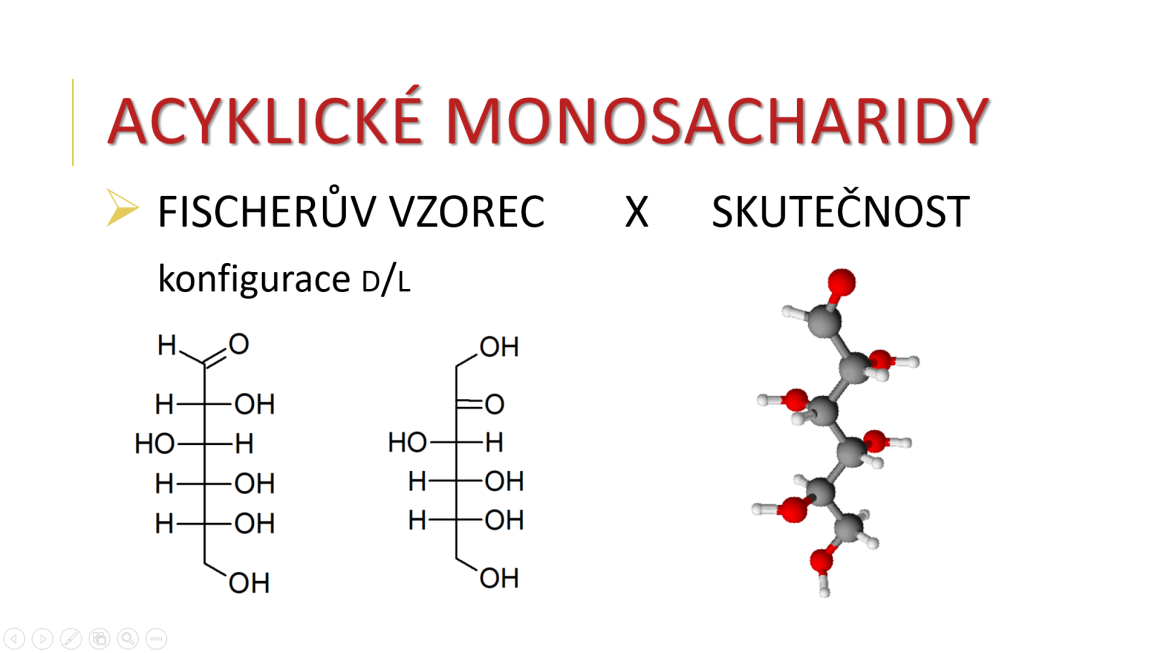 ACYKLICKÉ MONOSACHARIDY
FISCHERŮV VZOREC X SKUTEČNOST
konfigurace D/L
H O
H OH
HO H
H OH
H OH
OH
OH
O
HO H
H OH
H OH
OH